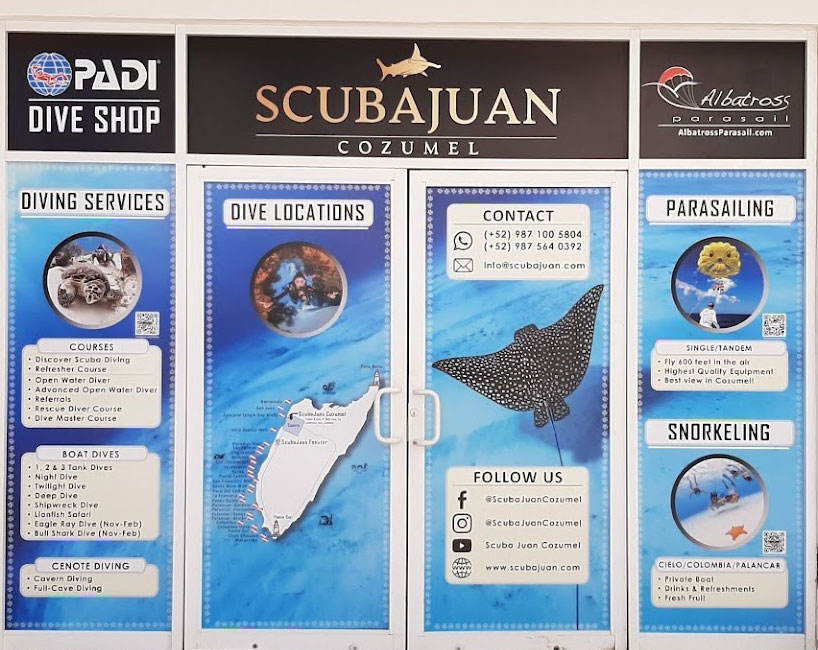 PADI
DIVE SHOP
SCUBAJUAN
COZUMEL
Albatross
parasail
AlbatrossParasail.com
DIVING SERVICES
COURSES
• Discover Scuba Diving
• Refresher Course
• Open Water Diver
• Advanced Open Water Diver
• Referrals
• Rescue Diver Course
• Dive Master Course
BOAT DIVES
• 1, 2 & 3 Tank Dives
• Night Dive
• Twilight Dive
• Deep Dive
• Shipwreck Dive
• Lionfish Safari
• Eagle Ray Dive (Nov-Feb)
• Bull Shark Dive (Nov-Feb)
CENOTE DIVING
• Cavern Diving
• Full-Cave Diving
DIVE LOCATIONS
ScubaJuan Cozumel
CONTACT
(+52) 987 100 5804
(+52) 987 564 0392
Info@scubajuan.com
FOLLOW US
@ScubaJuanCozumel
@ScubaJuanCozumel
Scuba Juan Cozumel
www.scubajuan.com
PARASAILING
SINGLE/TANDEM
• Fly 600 feet in the air
• Highest Quality Equipment
• Best view in Cozumel!
SNORKELING
CIELO/COLOMBIA/PALANCAR
• Private Boat
• Drinks & Refreshments
• Fresh Fruit